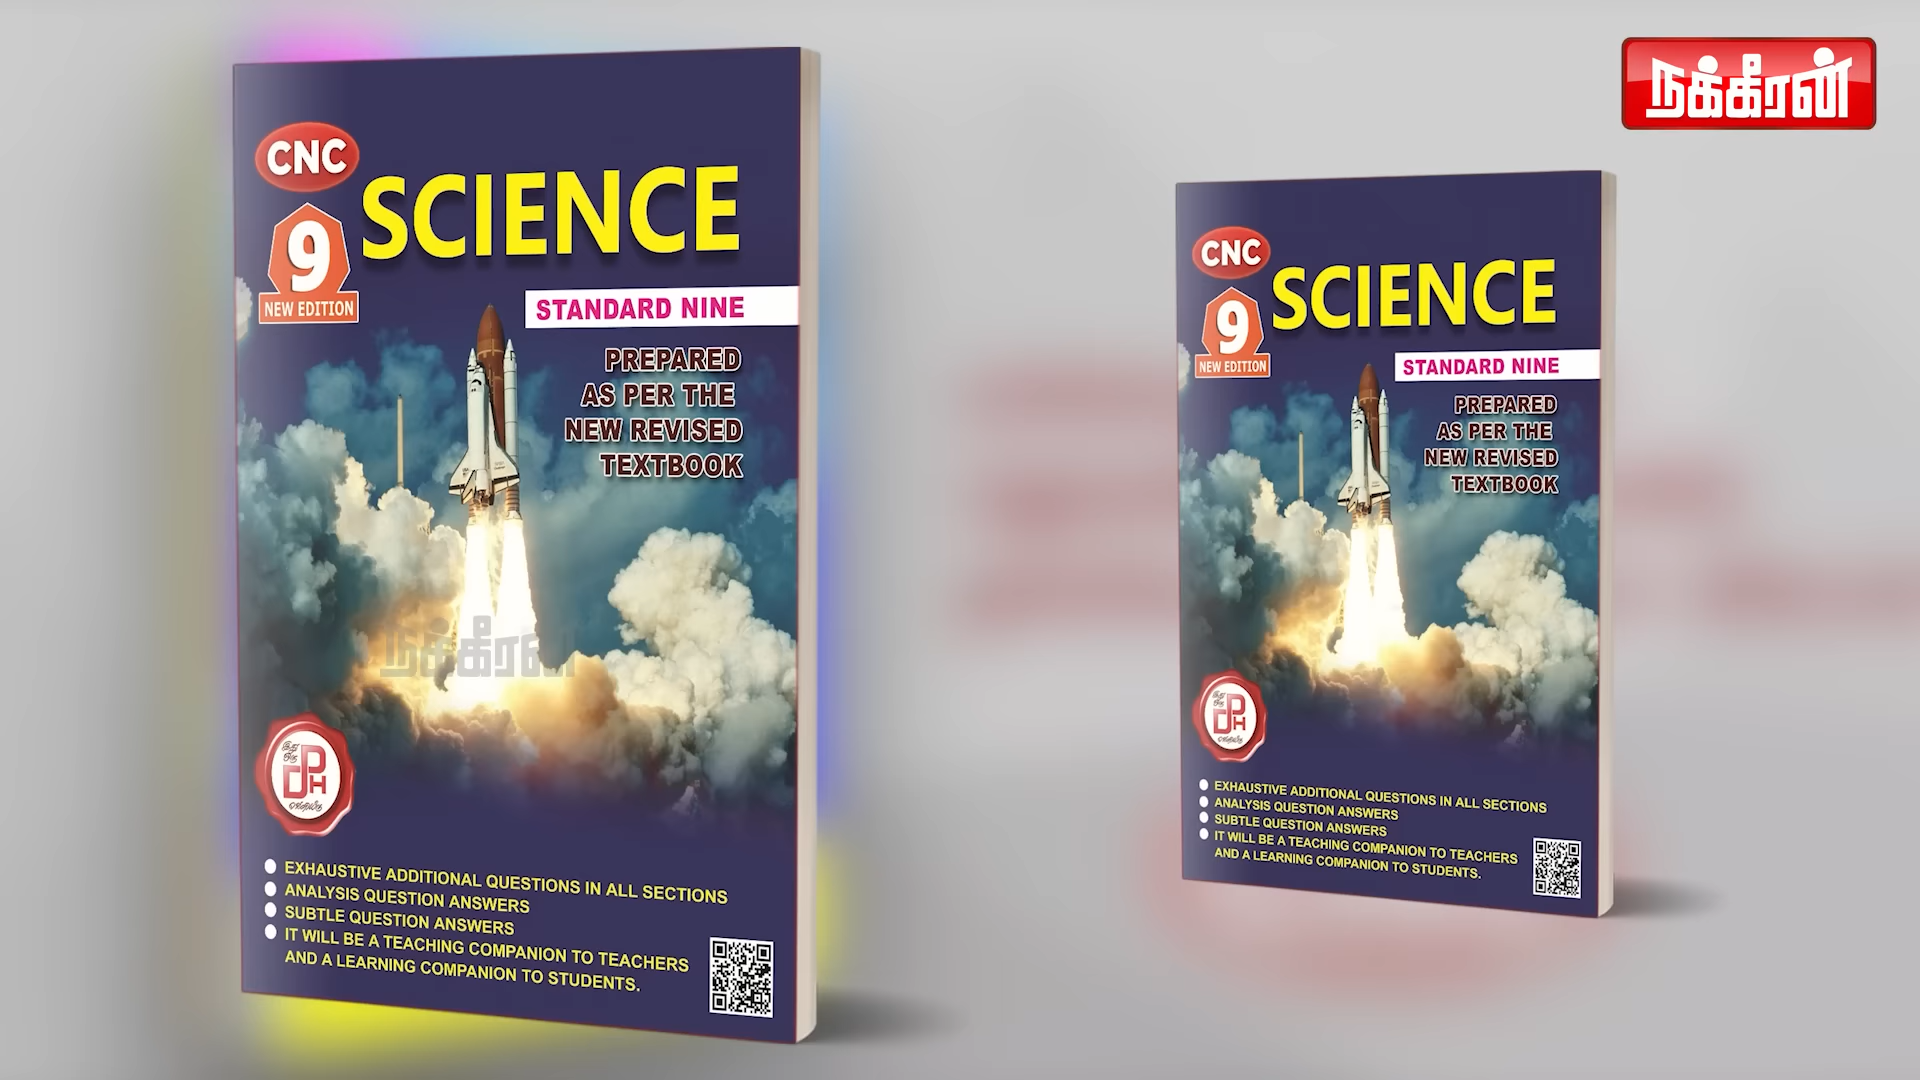 நக்கீரன்
CNC
SCIENCE
9
NEW EDITION
STANDARD NINE
PREPARED
AS PER THE
NEW REVISED
TEXTBOOK
நக்கீரன்
DPH
EXHAUSTIVE ADDITIONAL QUESTIONS IN ALL SECTIONS
ANALYSIS QUESTION ANSWERS
SUBTLE QUESTION ANSWERS
IT WILL BE A TEACHING COMPANION TO TEACHERS
AND A LEARNING COMPANION TO STUDENTS.
CNC
SCIENCE
9
NEW EDITION
STANDARD NINE
PREPARED
AS PER THE
NEW REVISED
TEXTBOOK
DPH
EXHAUSTIVE ADDITIONAL QUESTIONS IN ALL SECTIONS
ANALYSIS QUESTION ANSWERS
SUBTLE QUESTION ANSWERS
IT WILL BE A TEACHING COMPANION TO TEACHERS
AND A LEARNING COMPANION TO STUDENTS.